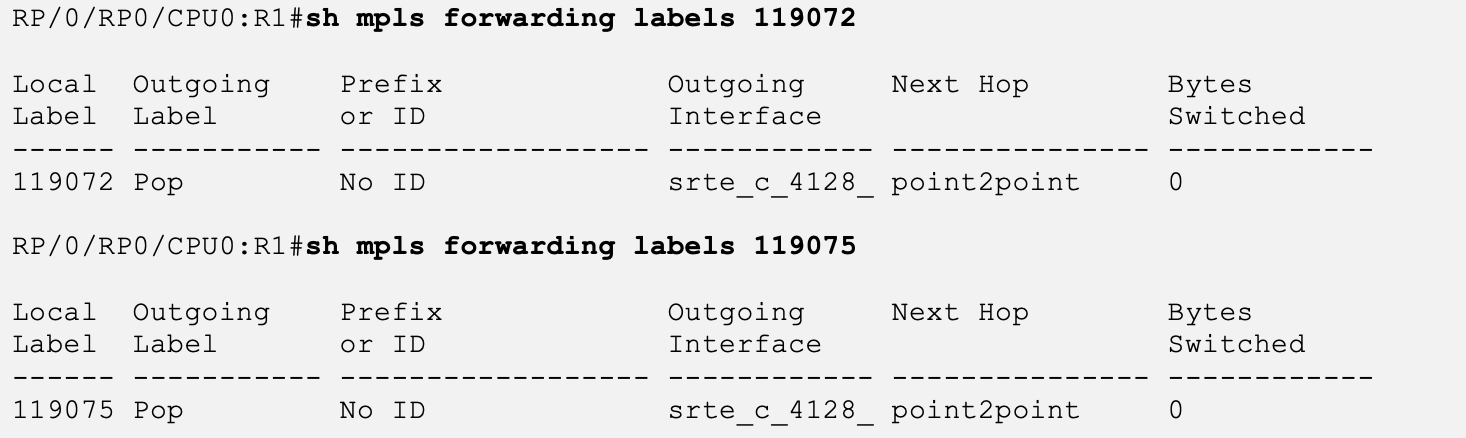 RP/0/RP0/CPU0:R1#sh mpls forwarding labels 119072
Local  Outgoing    Prefix             Outgoing     Next Hop        Bytes
Label  Label       or ID              Interface                    Switched
------ ----------- ------------------ ------------ --------------- ------------
119072 Pop         No ID              srte_c_4128_ point2point     0
RP/0/RP0/CPU0:R1#sh mpls forwarding labels 119075
Local  Outgoing    Prefix             Outgoing     Next Hop        Bytes
Label  Label       or ID              Interface                    Switched
------ ----------- ------------------ ------------ --------------- ------------
119075 Pop         No ID              srte_c_4128_ point2point     0